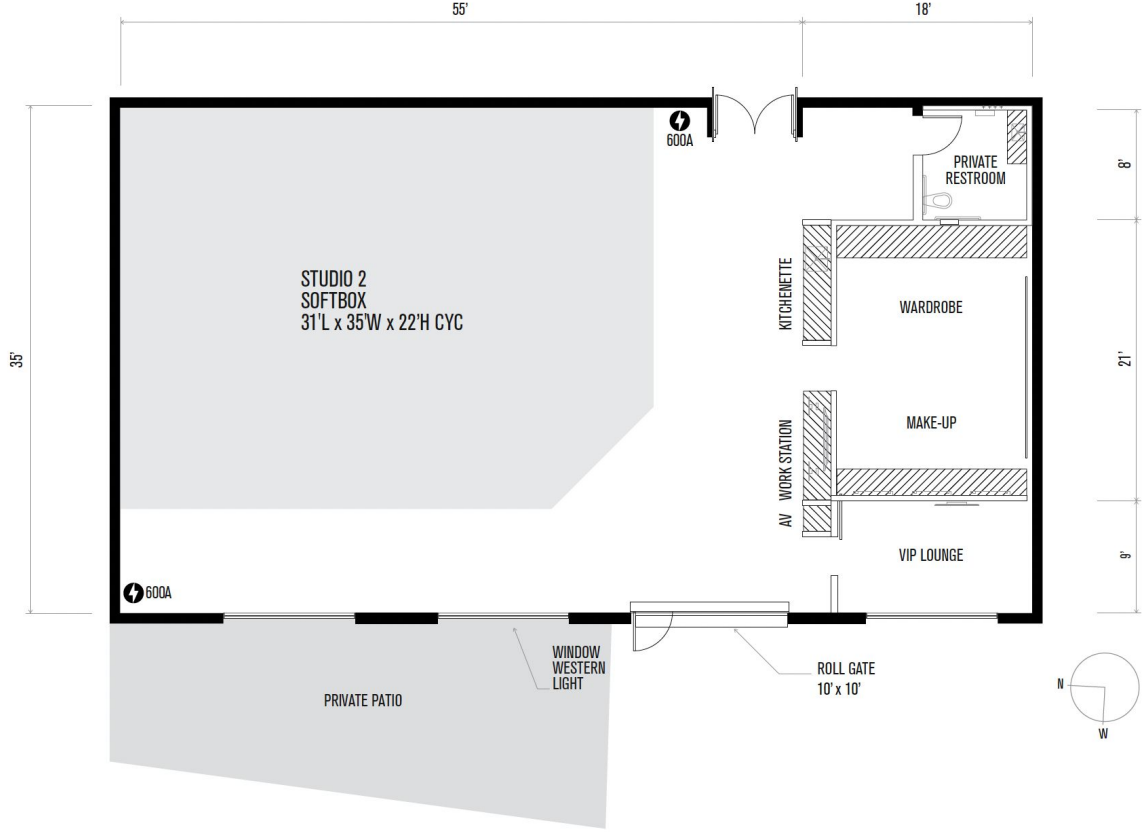 55'
18'
600A
PRIVATE
RESTROOM
8'
STUDIO 2
SOFTBOX
31'L x 35'W x 22'H CYC
KITCHENETTE
WARDROBE
35'
21'
MAKE-UP
AV WORK STATION
VIP LOUNGE
9'
600A
WINDOW
WESTERN
LIGHT
ROLL GATE
10' x 10'
PRIVATE PATIO
N
W